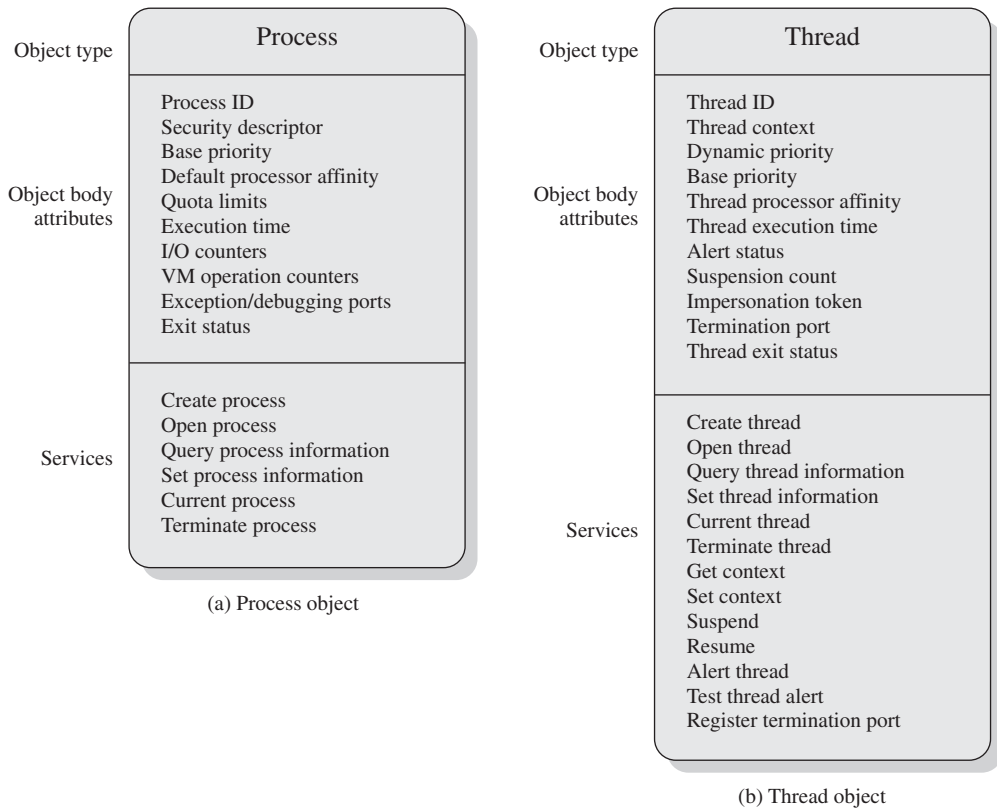 Object type
Process
Object body
attributes
Process ID
Security descriptor
Base priority
Default processor affinity
Quota limits
Execution time
I/O counters
VM operation counters
Exception/debugging ports
Exit status
Services
Create process
Open process
Query process information
Set process information
Current process
Terminate process
(a) Process object
Object type
Thread
Object body
attributes
Thread ID
Thread context
Dynamic priority
Base priority
Thread processor affinity
Thread execution time
Alert status
Suspension count
Impersonation token
Termination port
Thread exit status
Services
Create thread
Open thread
Query thread information
Set thread information
Current thread
Terminate thread
Get context
Set context
Suspend
Resume
Alert thread
Test thread alert
Register termination port
(b) Thread object